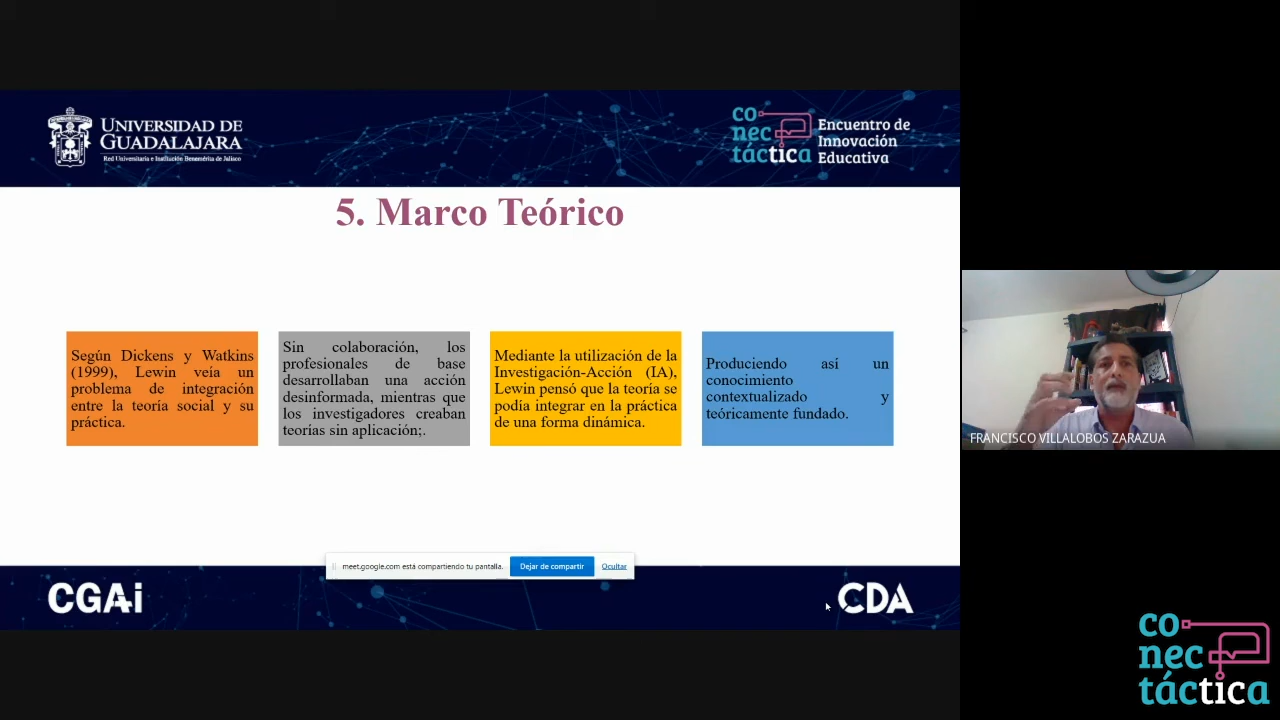 UNIVERSIDAD DE
GUADALAJARA
Red Universitaria e Institución Benemérita de Jalisco
co
nec
táctica
Encuentro de
Innovación
Educativa
5. Marco Teórico
Según Dickens y Watkins
(1999), Lewin veía un
problema de integración
entre la teoría social y su
práctica.
Sin colaboración, los
profesionales de base
desarrollaban una acción
desinformada, mientras que
los investigadores creaban
teorías sin aplicación;.
Mediante la utilización de la
Investigación-Acción (IA),
Lewin pensó que la teoría se
podía integrar en la práctica
de una forma dinámica.
Produciendo así un
conocimiento
contextualizado y
teóricamente fundado.
FRANCISCO VILLALOBOS ZARAZUA
meet.google.com está compartiendo tu pantalla.
Dejar de compartir
Ocultar
CGAi
CDA
co
nec
táctica